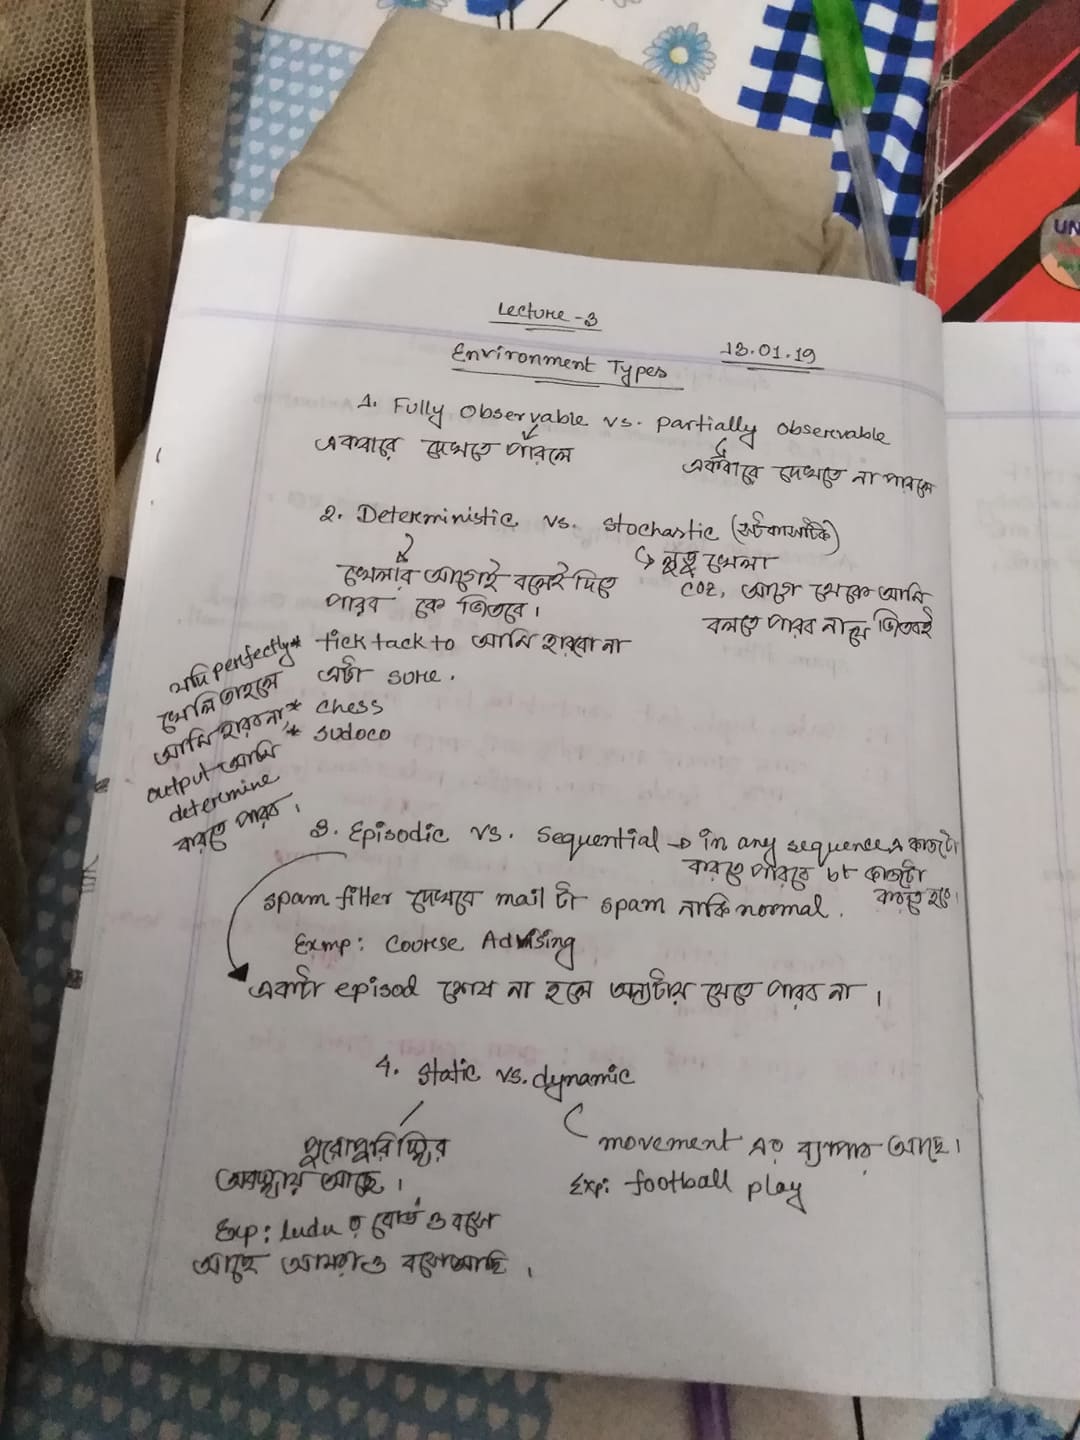 Lecture - 3
13.01.19
Environment Types
1. Fully Observable vs. Partially Observable
একবারে দেখতে পারলে
একবারে দেখতে না পারলে
2. Deterministic vs. Stochastic (স্টকাসটিক)
খেলার আগেই বলেই দিতে
পারব কে জিতবে।
লুডু খেলা
coz, আগে থেকে আমি
বলতে পারব না যে জিতবই
* tick tack to আমি হারবো না
এটা sure.
* chess
* sudoco
যদি perfectly
খেলি তাহলে
আমি হারব না,
output আমি
determine
করতে পারব।
3. Episodic vs. Sequential → in any sequence এ কাজটা
করতে পারবে bt কাজটা
করতে হবে।
spam filter দেখবে mail টা spam নাকি normal.
Exmp: Course Advising
একটা episod শেষ না হলে অন্যটায় যেতে পারব না।
4. Static vs. dynamic
পুরোপুরি স্থির
অবস্থায় আছে।
Exp: ludu র বোর্ড ও বসে
আছে আমরাও বসে আছি।
movement এর ব্যাপার আছে।
Exp: football play
UN